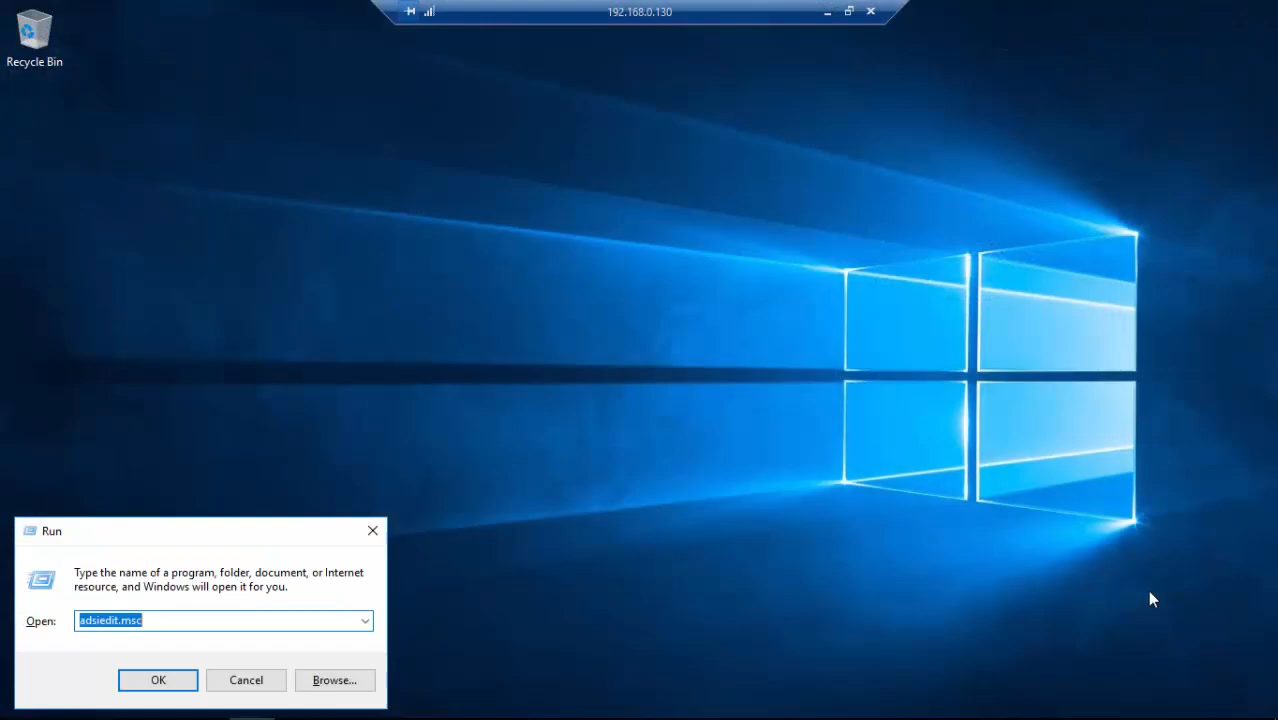 192.168.0.130
Recycle Bin
Run
Type the name of a program, folder, document, or Internet
resource, and Windows will open it for you.
Open: adsiedit.msc
OK Cancel Browse...